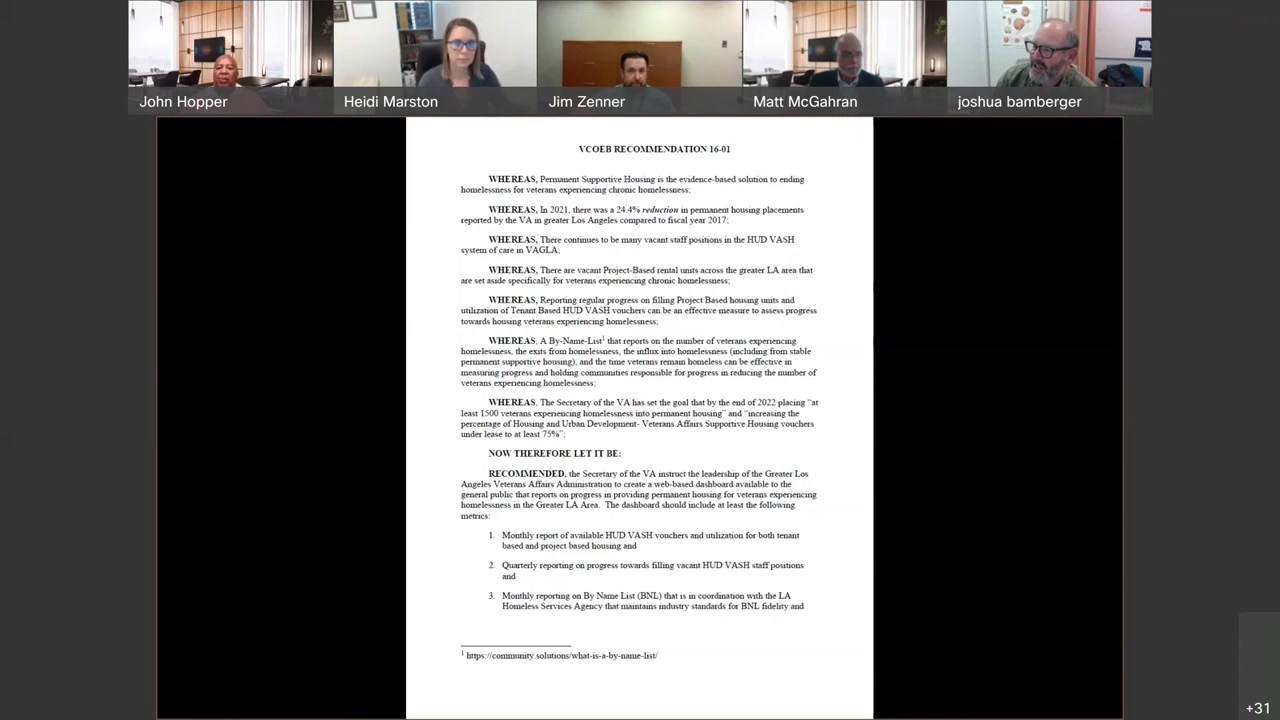 John Hopper
Heidi Marston
Jim Zenner
Matt McGahran
joshua bamberger
VCOEB RECOMMENDATION 16-01
WHEREAS, Permanent Supportive Housing is the evidence-based solution to ending
homelessness for veterans experiencing chronic homelessness;
WHEREAS, In 2021, there was a 24.4% reduction in permanent housing placements
reported by the VA in greater Los Angeles compared to fiscal year 2017;
WHEREAS, There continues to be many vacant staff positions in the HUD VASH
system of care in VAGLA;
WHEREAS, There are vacant Project-Based rental units across the greater LA area that
are set aside specifically for veterans experiencing chronic homelessness;
WHEREAS, Reporting regular progress on filling Project Based housing units and
utilization of Tenant Based HUD VASH vouchers can be an effective measure to assess progress
towards housing veterans experiencing homelessness;
WHEREAS, A By-Name-List1 that reports on the number of veterans experiencing
homelessness, the exits from homelessness, the influx into homelessness (including from stable
permanent supportive housing), and the time veterans remain homeless can be effective in
measuring progress and holding communities responsible for progress in reducing the number of
veterans experiencing homelessness;
WHEREAS, The Secretary of the VA has set the goal that by the end of 2022 placing “at
least 1500 veterans experiencing homelessness into permanent housing” and “increasing the
percentage of Housing and Urban Development- Veterans Affairs Supportive Housing vouchers
under lease to at least 75%”;
NOW THEREFORE LET IT BE:
RECOMMENDED, the Secretary of the VA instruct the leadership of the Greater Los
Angeles Veterans Affairs Administration to create a web-based dashboard available to the
general public that reports on progress in providing permanent housing for veterans experiencing
homelessness in the Greater LA Area. The dashboard should include at least the following
metrics:
1. Monthly report of available HUD VASH vouchers and utilization for both tenant
based and project based housing and
2. Quarterly reporting on progress towards filling vacant HUD VASH staff positions
and
3. Monthly reporting on By Name List (BNL) that is in coordination with the LA
Homeless Services Agency that maintains industry standards for BNL fidelity and
1 https://community.solutions/what-is-a-by-name-list/
+31